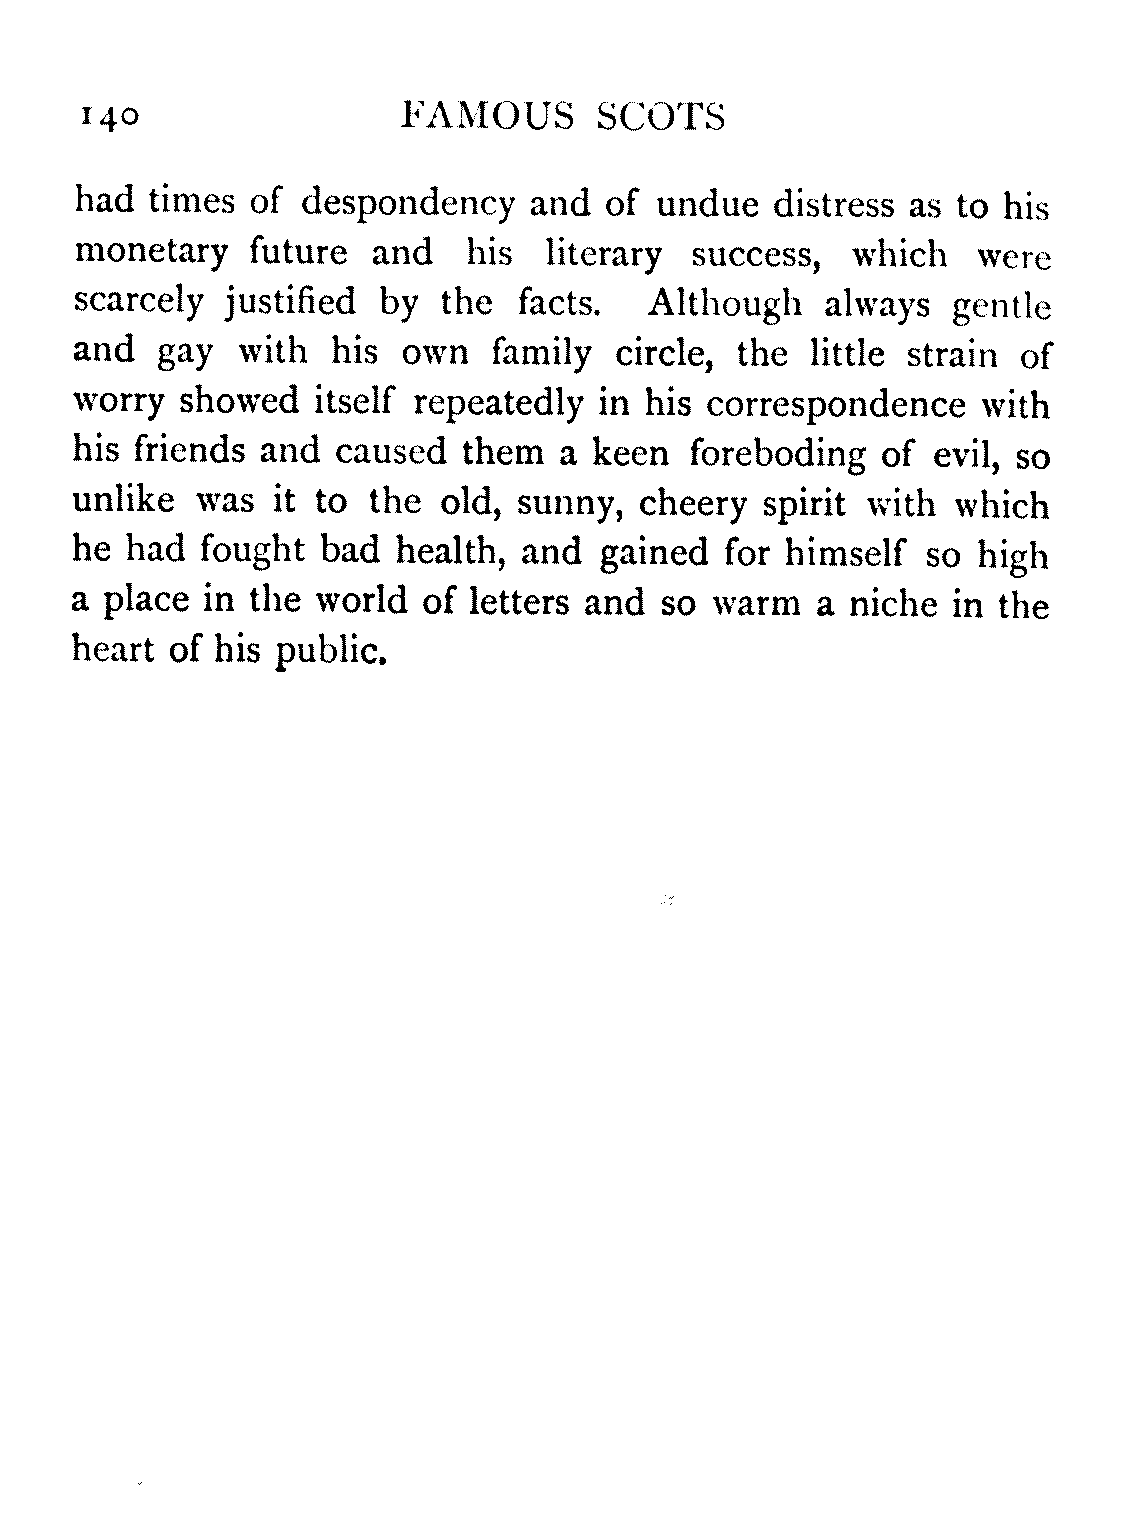 140 FAMOUS SCOTS
had times of despondency and of undue distress as to his
monetary future and his literary success, which were
scarcely justified by the facts. Although always gentle
and gay with his own family circle, the little strain of
worry showed itself repeatedly in his correspondence with
his friends and caused them a keen foreboding of evil, so
unlike was it to the old, sunny, cheery spirit with which
he had fought bad health, and gained for himself so high
a place in the world of letters and so warm a niche in the
heart of his public.